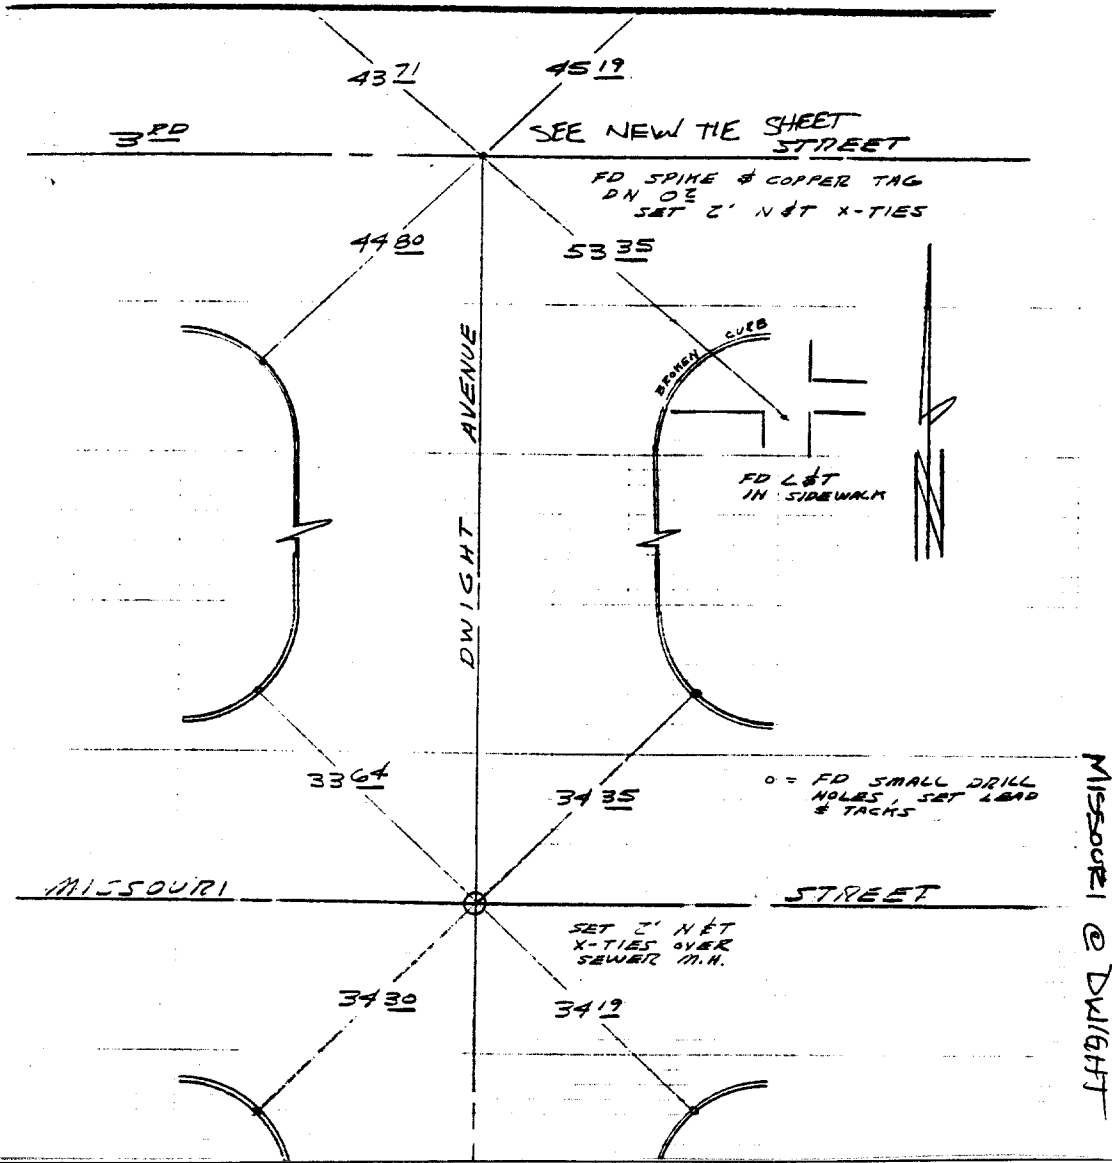 43 71
45 19
3 RD
SEE NEW TIE SHEET
STREET
FD SPIKE & COPPER TAG
DN 0 2
SET 2' N & T X-TIES
44 80
53 35
BROKEN CURB
DWIGHT AVENUE
FD L & T
IN SIDEWALK
N
33 64
34 35
o = FD SMALL DRILL
HOLES, SET LEAD
& TACKS
MISSOURI STREET
SET 2' N & T
X-TIES OVER
SEWER M.H.
34 30
34 19
MISSOURI @ DWIGHT